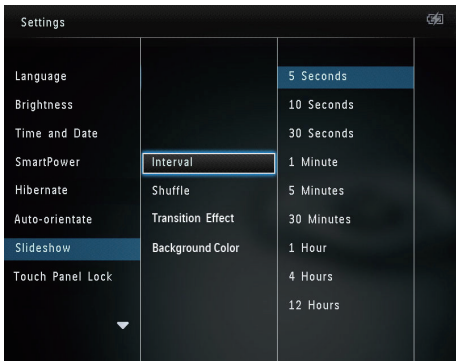 Settings
Language
Brightness
Time and Date
SmartPower
Hibernate
Auto-orientate
Slideshow
Touch Panel Lock
Interval
Shuffle
Transition Effect
Background Color
5 Seconds
10 Seconds
30 Seconds
1 Minute
5 Minutes
30 Minutes
1 Hour
4 Hours
12 Hours